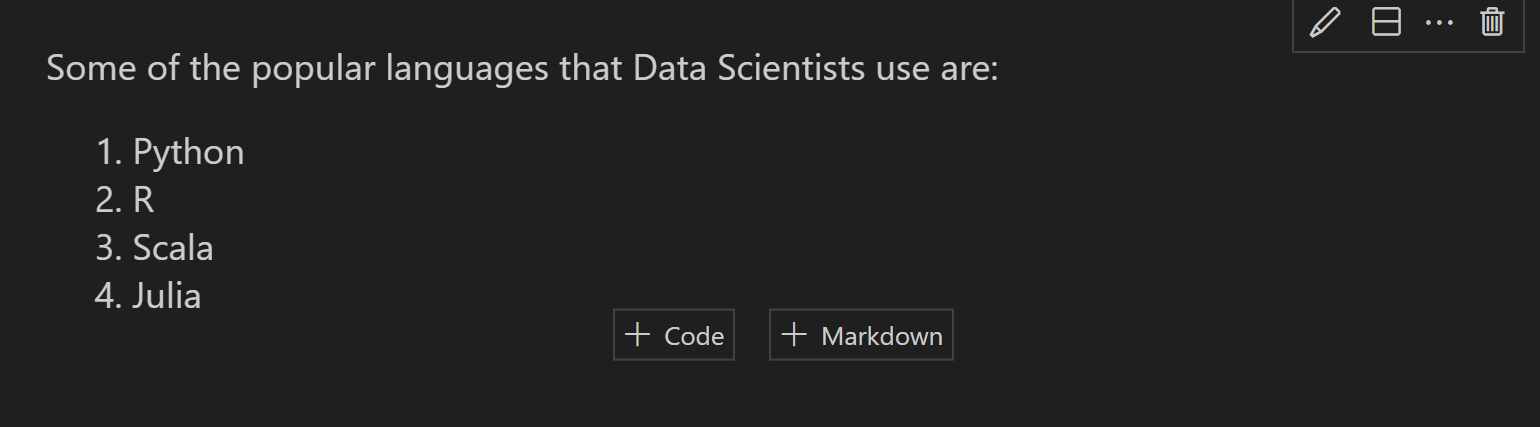 Some of the popular languages that Data Scientists use are:
1. Python
2. R
3. Scala
4. Julia
+ Code
+ Markdown